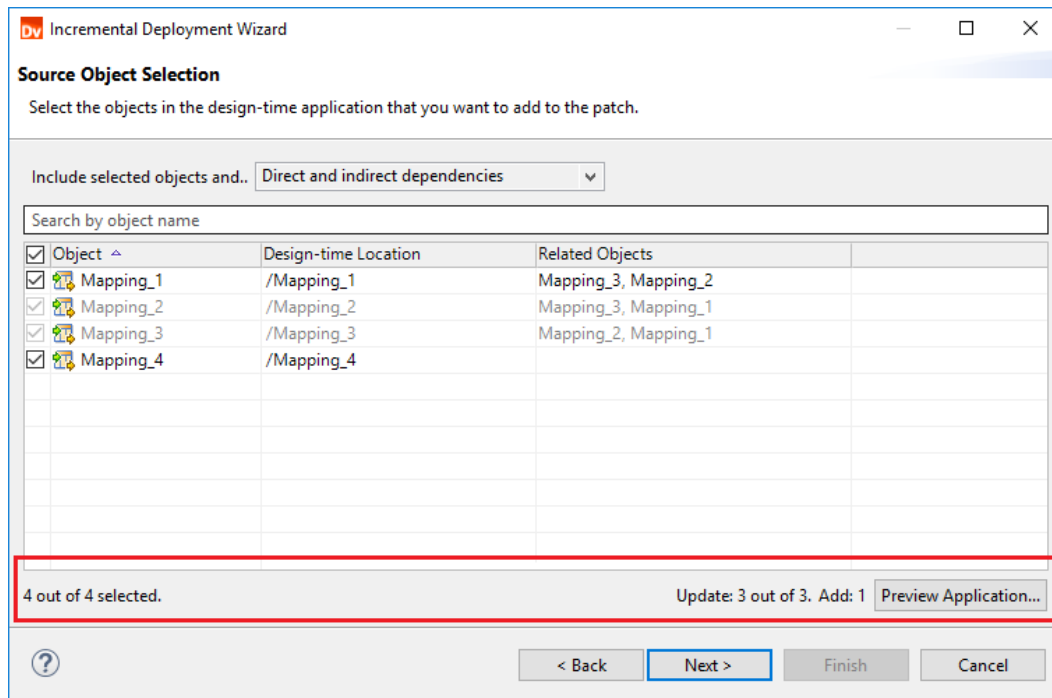 Dv Incremental Deployment Wizard
Source Object Selection
Select the objects in the design-time application that you want to add to the patch.
Include selected objects and.. Direct and indirect dependencies
Search by object name
Object Design-time Location Related Objects
Mapping_1 /Mapping_1 Mapping_3, Mapping_2
Mapping_2 /Mapping_2 Mapping_3, Mapping_1
Mapping_3 /Mapping_3 Mapping_2, Mapping_1
Mapping_4 /Mapping_4
4 out of 4 selected. Update: 3 out of 3. Add: 1 Preview Application...
? < Back Next > Finish Cancel